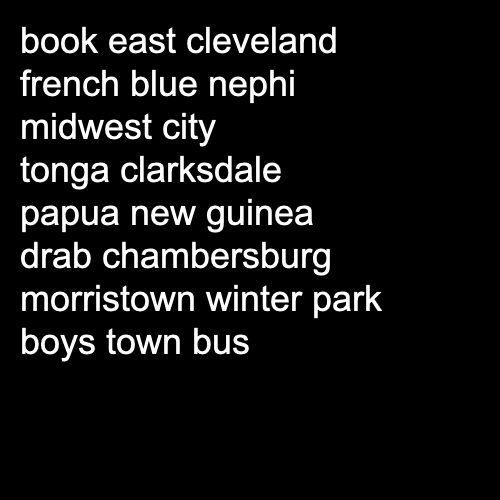 book east cleveland
french blue nephi
midwest city
tonga clarksdale
papua new guinea
drab chambersburg
morristown winter park
boys town bus